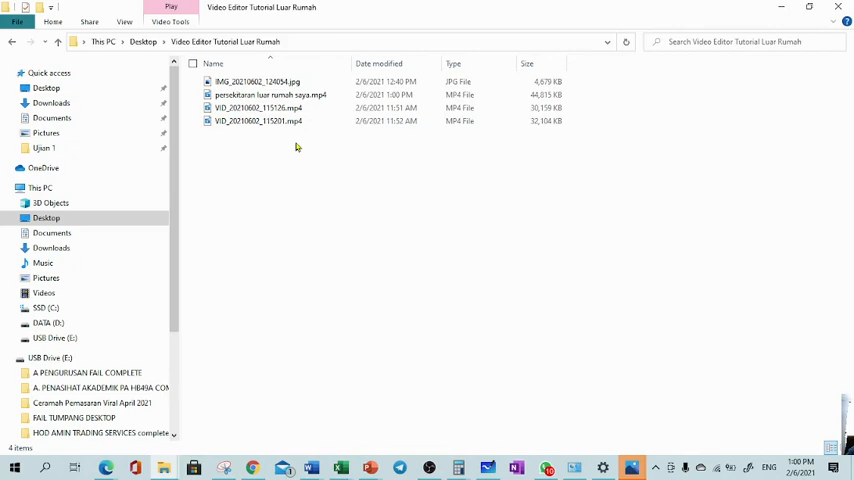 Play
Video Editor Tutorial Luar Rumah
File
Home
Share
View
Video Tools
This PC > Desktop > Video Editor Tutorial Luar Rumah
Search Video Editor Tutorial Luar Rumah
Name
Date modified
Type
Size
IMG_20210602_124054.jpg 2/6/2021 12:40 PM JPG File 4,679 KB
persekitaran luar rumah saya.mp4 2/6/2021 1:00 PM MP4 File 44,815 KB
VID_20210602_115126.mp4 2/6/2021 11:51 AM MP4 File 30,159 KB
VID_20210602_115201.mp4 2/6/2021 11:52 AM MP4 File 32,104 KB
Quick access
Desktop
Downloads
Documents
Pictures
Ujian 1
OneDrive
This PC
3D Objects
Desktop
Documents
Downloads
Music
Pictures
Videos
SSD (C:)
DATA (D:)
USB Drive (E:)
USB Drive (E:)
A PENGURUSAN FAIL COMPLETE
A. PENASIHAT AKADEMIK PA HB49A COM
Ceramah Pemasaran Viral April 2021
FAIL TUMPANG DESKTOP
HOD AMIN TRADING SERVICES complete
4 items
10
ENG
1:00 PM
2/6/2021